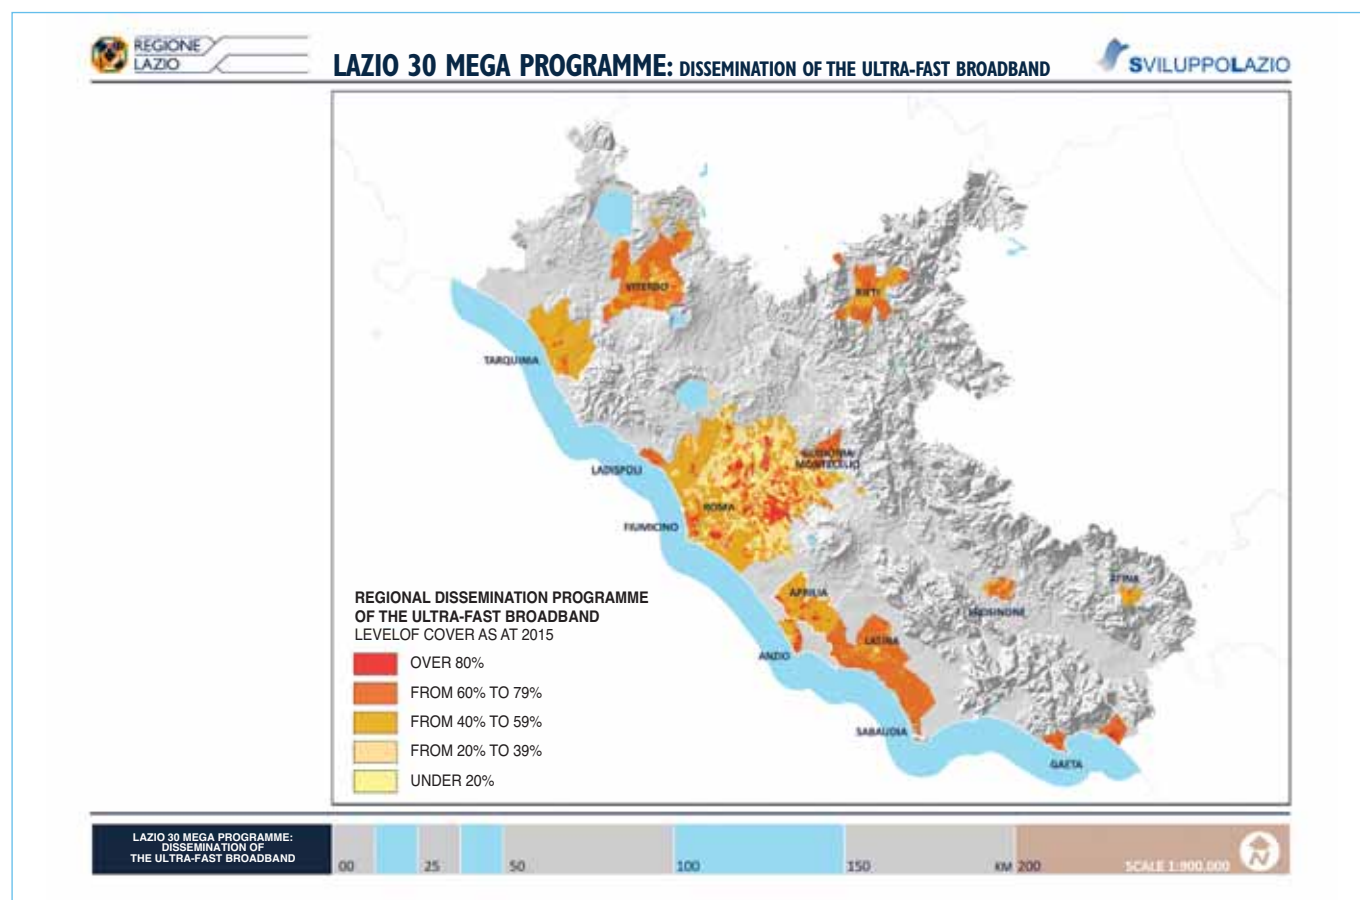 REGIONE
LAZIO
LAZIO 30 MEGA PROGRAMME: DISSEMINATION OF THE ULTRA-FAST BROADBAND
SVILUPPOLAZIO
VITERBO
RIETI
TARQUINIA
GUIDONIA
MONTECELIO
LADISPOLI
ROMA
FIUMICINO
ATINA
APRILIA
FROSINONE
LATINA
ANZIO
SABAUDIA
GAETA
REGIONAL DISSEMINATION PROGRAMME
OF THE ULTRA-FAST BROADBAND
LEVELOF COVER AS AT 2015
OVER 80%
FROM 60% TO 79%
FROM 40% TO 59%
FROM 20% TO 39%
UNDER 20%
LAZIO 30 MEGA PROGRAMME:
DISSEMINATION OF
THE ULTRA-FAST BROADBAND
00 25 50 100 150 KM 200 SCALE 1:900,000
N